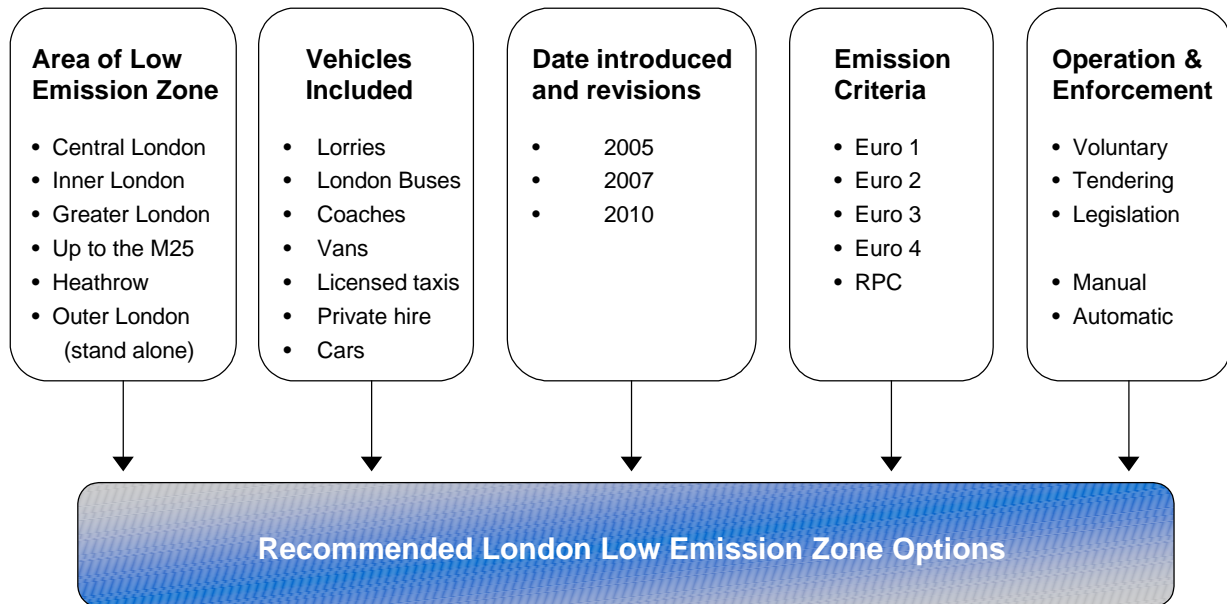 Area of Low
Emission Zone
• Central London
• Inner London
• Greater London
• Up to the M25
• Heathrow
• Outer London
(stand alone)
Vehicles
Included
• Lorries
• London Buses
• Coaches
• Vans
• Licensed taxis
• Private hire
• Cars
Date introduced
and revisions
• 2005
• 2007
• 2010
Emission
Criteria
• Euro 1
• Euro 2
• Euro 3
• Euro 4
• RPC
Operation &
Enforcement
• Voluntary
• Tendering
• Legislation
• Manual
• Automatic
Recommended London Low Emission Zone Options